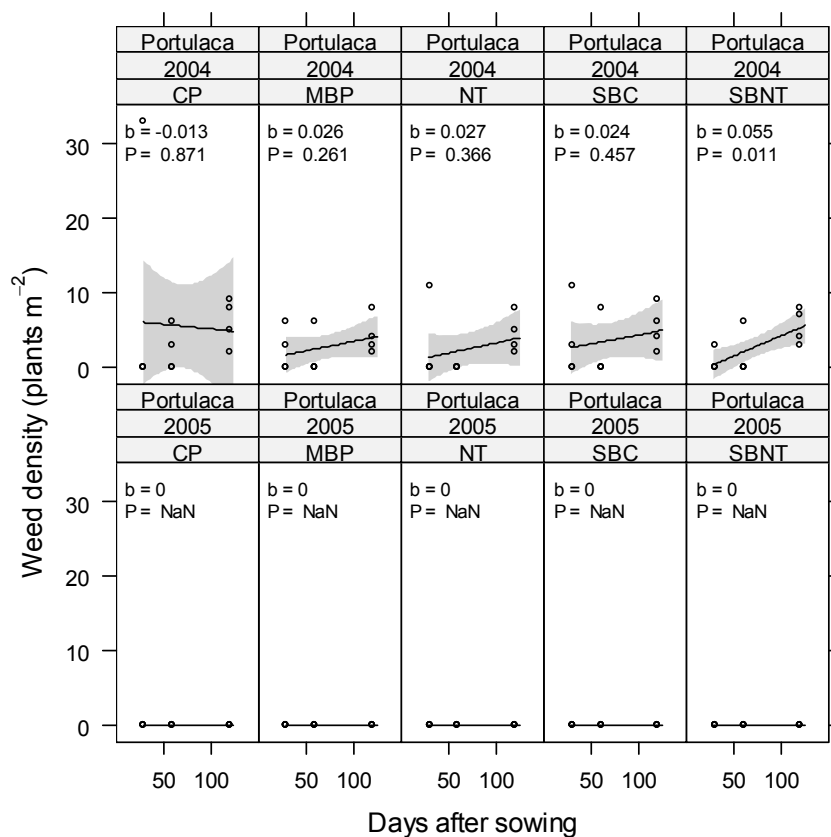 Portulaca Portulaca Portulaca Portulaca Portulaca
2004 2004 2004 2004 2004
CP MBP NT SBC SBNT
b = -0.013 b = 0.026 b = 0.027 b = 0.024 b = 0.055
P = 0.871 P = 0.261 P = 0.366 P = 0.457 P = 0.011
30
20
10
0
Portulaca Portulaca Portulaca Portulaca Portulaca
2005 2005 2005 2005 2005
CP MBP NT SBC SBNT
b = 0 b = 0 b = 0 b = 0 b = 0
P = NaN P = NaN P = NaN P = NaN P = NaN
30
20
10
0
50 100 50 100 50 100 50 100 50 100
Days after sowing
Weed density (plants m⁻²)